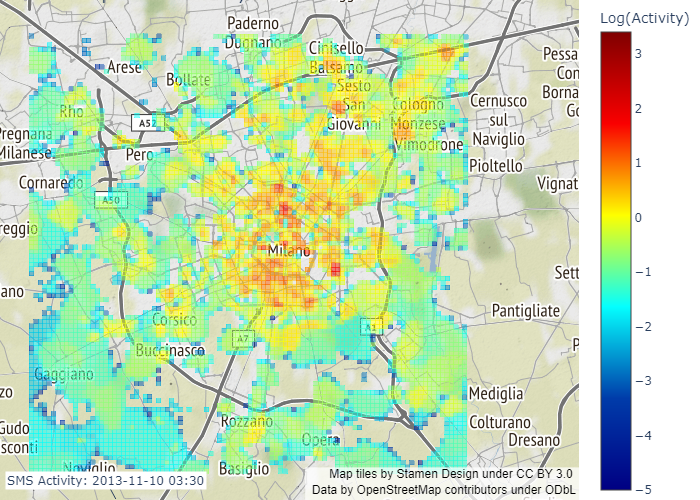 Paderno
Dugnano
Cinisello
Balsamo
Arese
Bollate
Sesto
San
Giovanni
Rho
Cologno
Monzese
Cernusco
sul
Naviglio
A52
Pregnana
Milanese
Pero
Vimodrone
Pioltello
Cornaredo
A50
Vignat
reggio
Milano
Sett
ano
Pantigliate
Corsico
A7
A1
Buccinasco
P
Gaggiano
zo
Mediglia
Rozzano
Colturano
Gudo
sconti
Opera
Dresano
Noviglio
Basiglio
Pessa
Con
Borna
Go
SMS Activity: 2013-11-10 03:30
Map tiles by Stamen Design under CC BY 3.0
Data by OpenStreetMap contributors under ODbL
Log(Activity)
3
2
1
0
−1
−2
−3
−4
−5